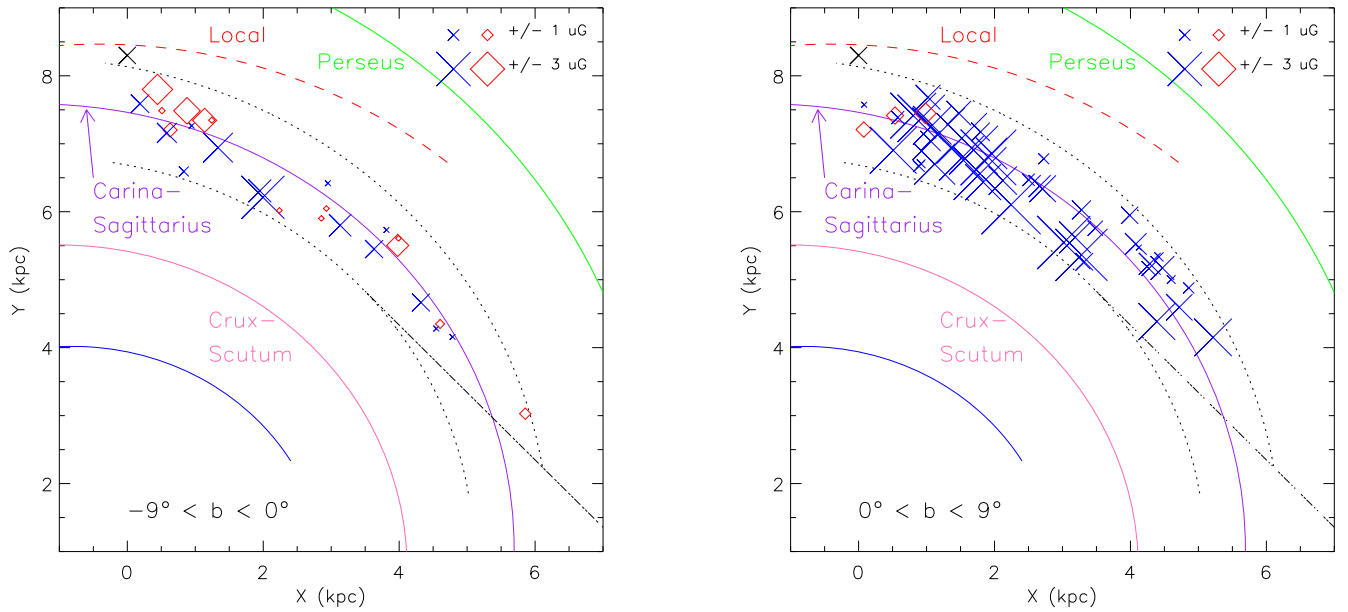 Local
Perseus
+/− 1 uG
+/− 3 uG
Carina−
Sagittarius
Crux−
Scutum
−9° < b < 0°
8
6
4
2
0
2
4
6
Y (kpc)
X (kpc)
Local
Perseus
+/− 1 uG
+/− 3 uG
Carina−
Sagittarius
Crux−
Scutum
0° < b < 9°
8
6
4
2
0
2
4
6
Y (kpc)
X (kpc)